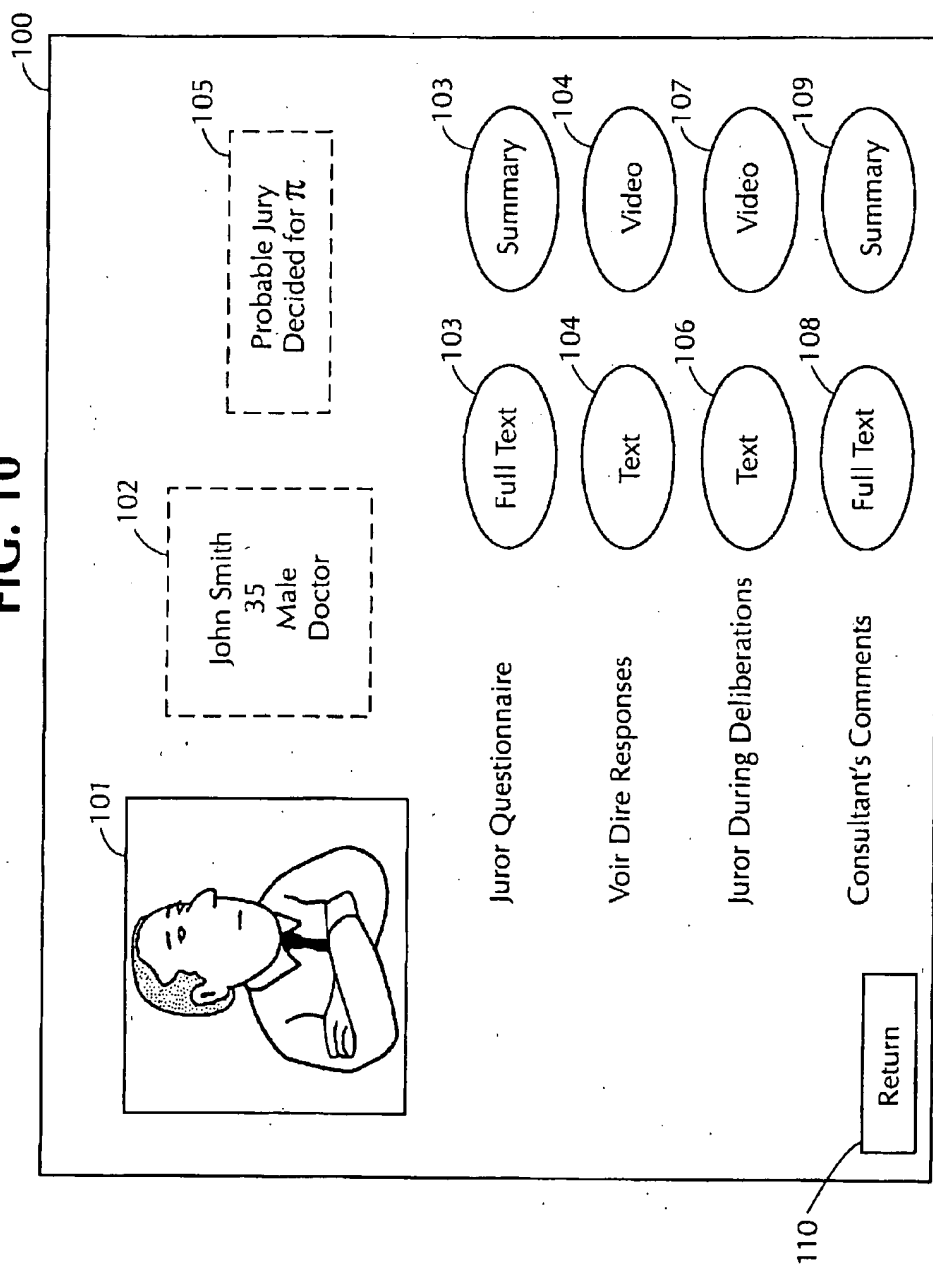 FIG. 10
100
101
102
John Smith
35
Male
Doctor
105
Probable Jury
Decided for π
Juror Questionnaire
103
Full Text
103
Summary
Voir Dire Responses
104
Text
104
Video
Juror During Deliberations
106
Text
107
Video
Consultant's Comments
108
Full Text
109
Summary
110
Return